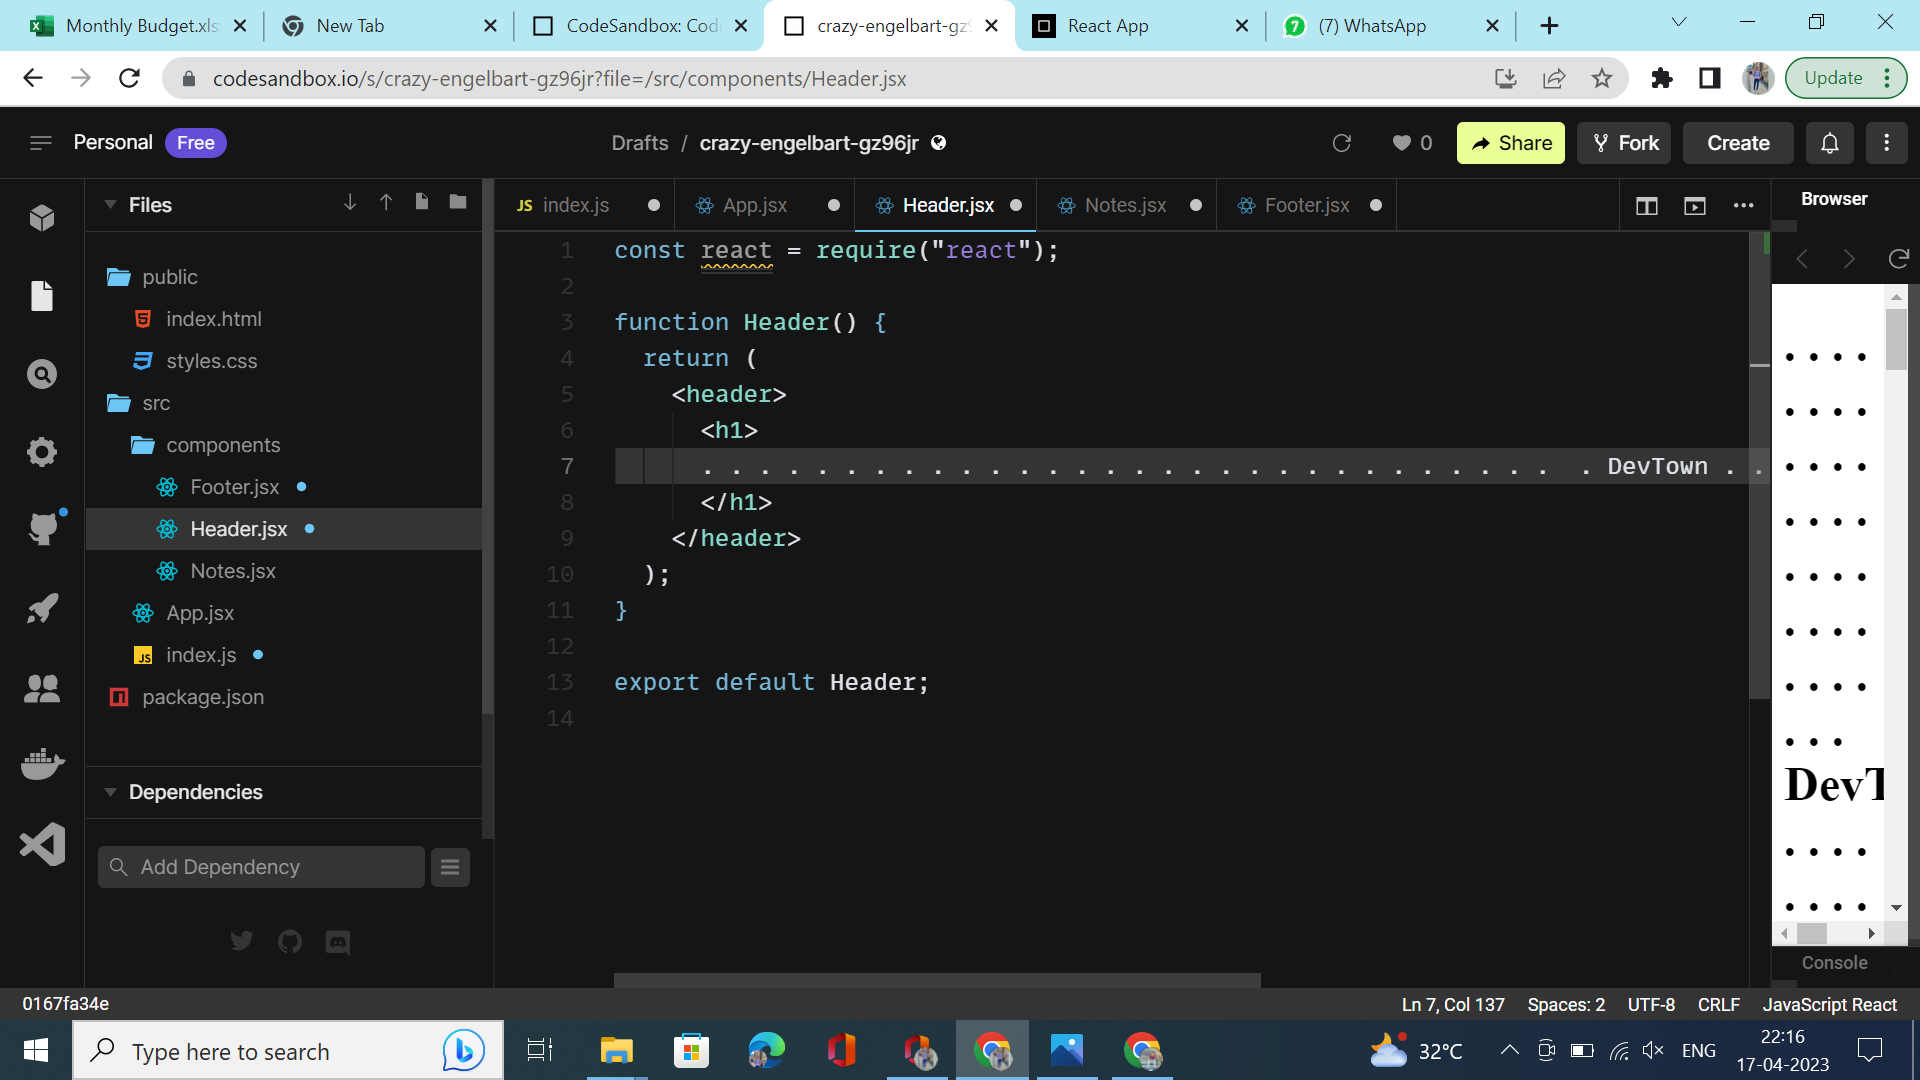 Monthly Budget.xls
New Tab
CodeSandbox: Cod
crazy-engelbart-gz9
React App
(7) WhatsApp
codesandbox.io/s/crazy-engelbart-gz96jr?file=/src/components/Header.jsx
Update
Personal Free
Drafts / crazy-engelbart-gz96jr
0
Share
Fork
Create
Files
JS index.js
App.jsx
Header.jsx
Notes.jsx
Footer.jsx
Browser
public
index.html
styles.css
src
components
Footer.jsx
Header.jsx
Notes.jsx
App.jsx
JS index.js
package.json
1 const react = require("react");
2
3 function Header() {
4 return (
5 <header>
6 <h1>
7 . . . . . . . . . . . . . . . . . . . . . . . . . . . . . . . DevTown . .
8 </h1>
9 </header>
10 );
11 }
12
13 export default Header;
14
. . . .
. . . .
. . . .
. . . .
. . . .
. . . .
. . . .
. . .
DevT
. . . .
. . . .
Console
Dependencies
Add Dependency
0167fa34e
Ln 7, Col 137
Spaces: 2
UTF-8
CRLF
JavaScript React
Type here to search
32°C
ENG
22:16
17-04-2023